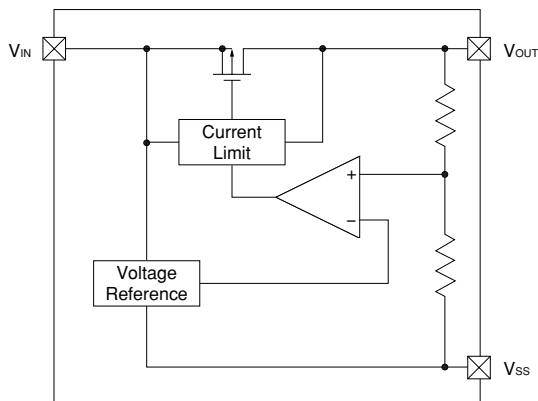 VIN
VOUT
Current
Limit
+
−
Voltage
Reference
VSS